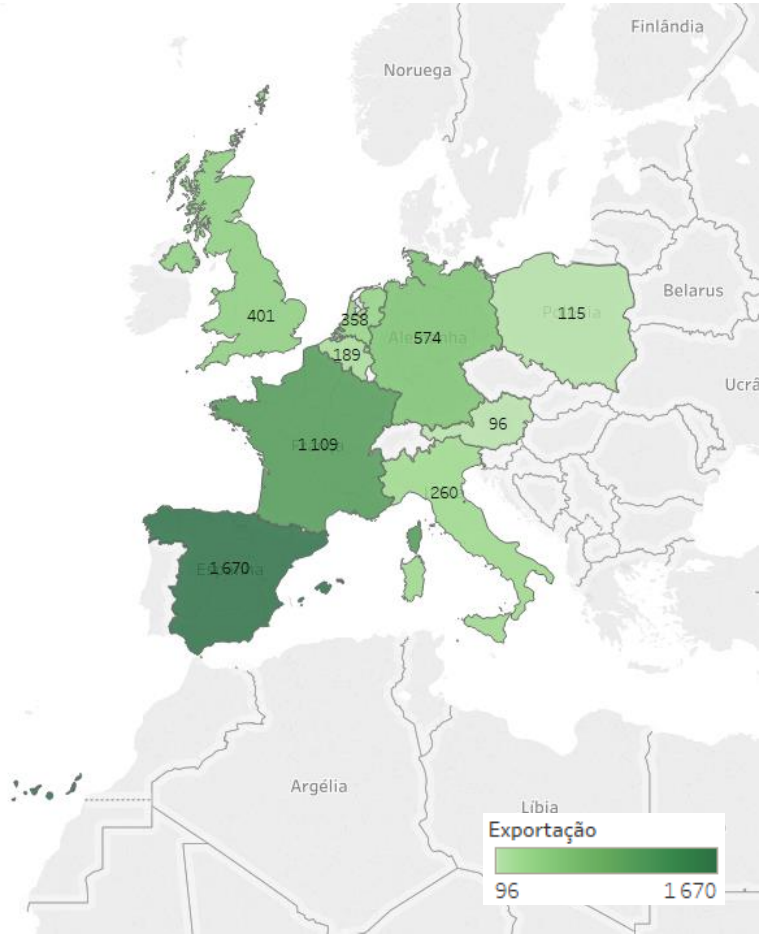 Finlândia
Noruega
Belarus
Ucrâ
401
358
574
115
189
96
1 109
260
1 670
Argélia
Líbia
Exportação
96
1 670